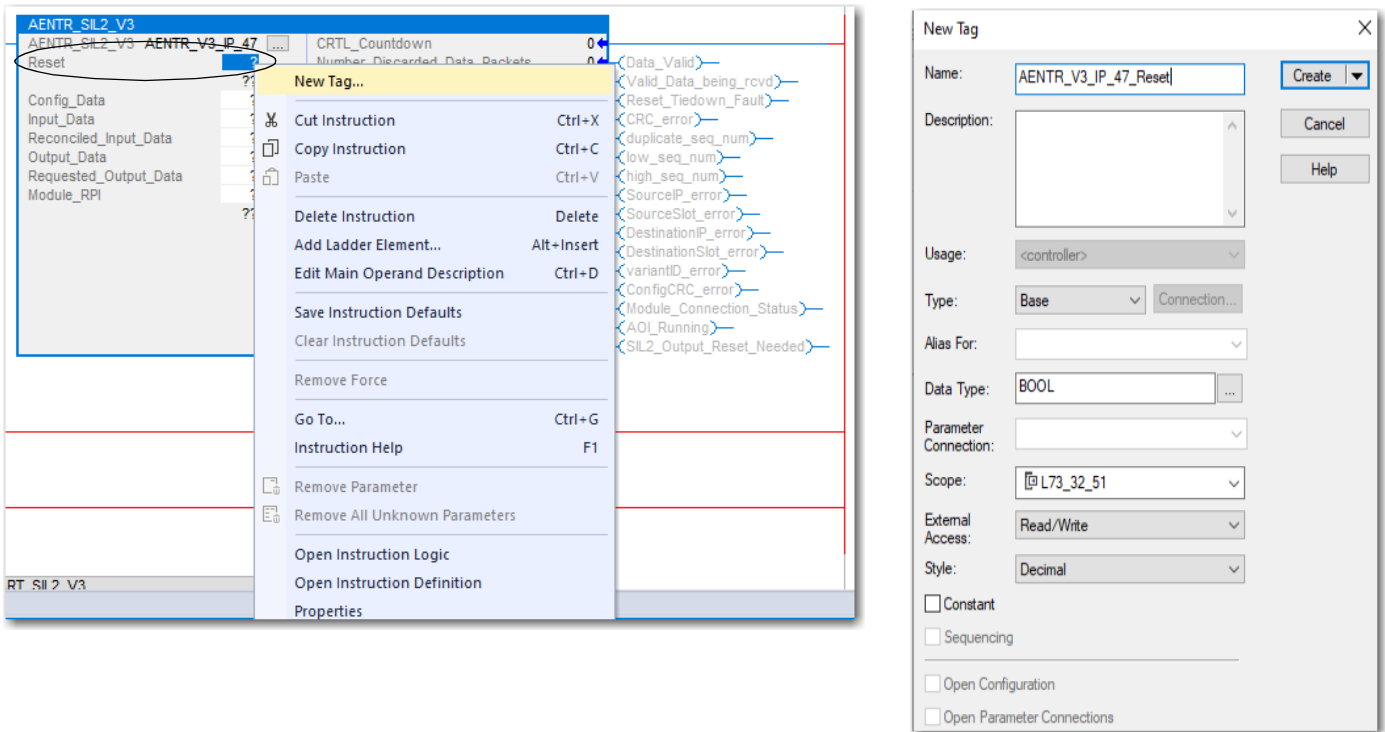 AENTR_SIL2_V3
AENTR_SIL2_V3 AENTR_V3_IP_47 ... CRTL_Countdown 0
Reset ? Number_Discarded_Data_Packets 0
??
Config_Data ?
Input_Data ?
Reconciled_Input_Data ?
Output_Data ?
Requested_Output_Data ?
Module_RPI ?
??
New Tag...
Cut Instruction Ctrl+X
Copy Instruction Ctrl+C
Paste Ctrl+V
Delete Instruction Delete
Add Ladder Element... Alt+Insert
Edit Main Operand Description Ctrl+D
Save Instruction Defaults
Clear Instruction Defaults
Remove Force
Go To... Ctrl+G
Instruction Help F1
Remove Parameter
Remove All Unknown Parameters
Open Instruction Logic
Open Instruction Definition
Properties
Data_Valid
Valid_Data_being_rcvd
Reset_Tiedown_Fault
CRC_error
duplicate_seq_num
low_seq_num
high_seq_num
SourceIP_error
SourceSlot_error
DestinationIP_error
DestinationSlot_error
variantID_error
ConfigCRC_error
Module_Connection_Status
AOI_Running
SIL2_Output_Reset_Needed
RT_SIL2_V3
New Tag
Name: AENTR_V3_IP_47_Reset Create
Description: Cancel
Help
Usage: <controller>
Type: Base Connection...
Alias For:
Data Type: BOOL ...
Parameter
Connection:
Scope: L73_32_51
External
Access: Read/Write
Style: Decimal
Constant
Sequencing
Open Configuration
Open Parameter Connections